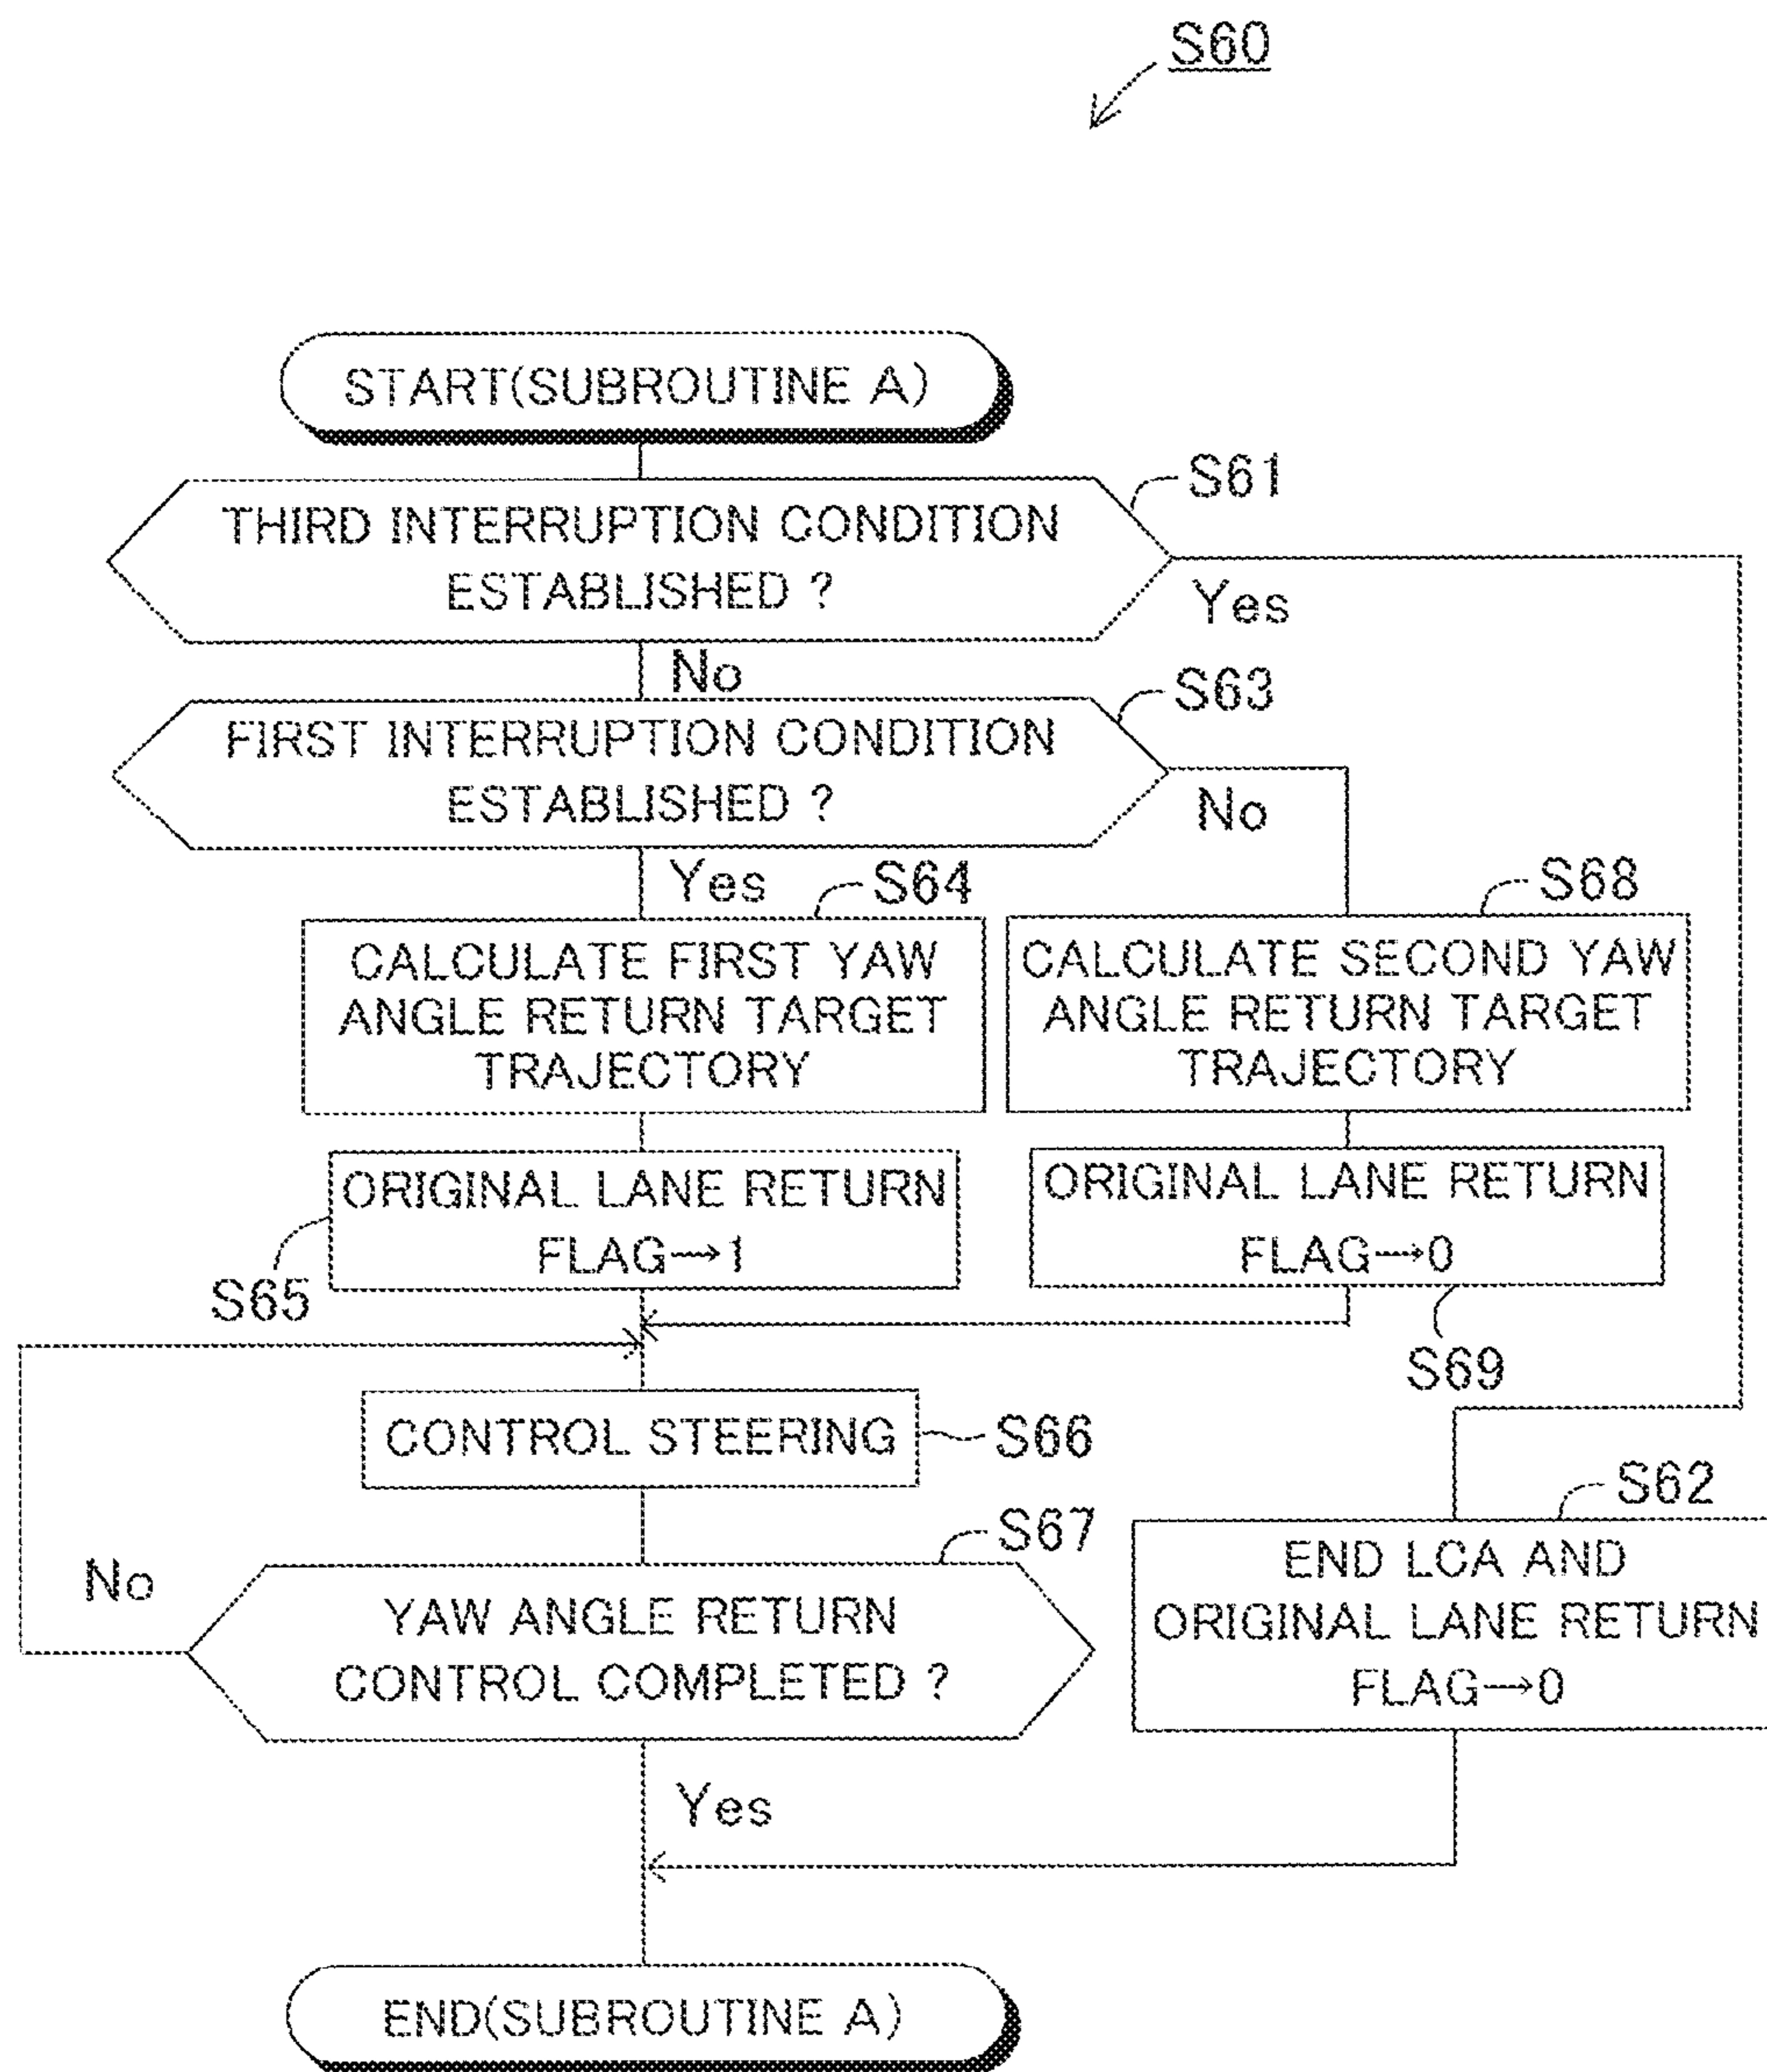 S60
START(SUBROUTINE A)
S61
THIRD INTERRUPTION CONDITION
ESTABLISHED ?
Yes
No
S63
FIRST INTERRUPTION CONDITION
ESTABLISHED ?
No
Yes
S64
S68
CALCULATE FIRST YAW
ANGLE RETURN TARGET
TRAJECTORY
CALCULATE SECOND YAW
ANGLE RETURN TARGET
TRAJECTORY
ORIGINAL LANE RETURN
FLAG→1
ORIGINAL LANE RETURN
FLAG→0
S65
S69
CONTROL STEERING
S66
S62
S67
No
YAW ANGLE RETURN
CONTROL COMPLETED ?
END LCA AND
ORIGINAL LANE RETURN
FLAG→0
Yes
END(SUBROUTINE A)